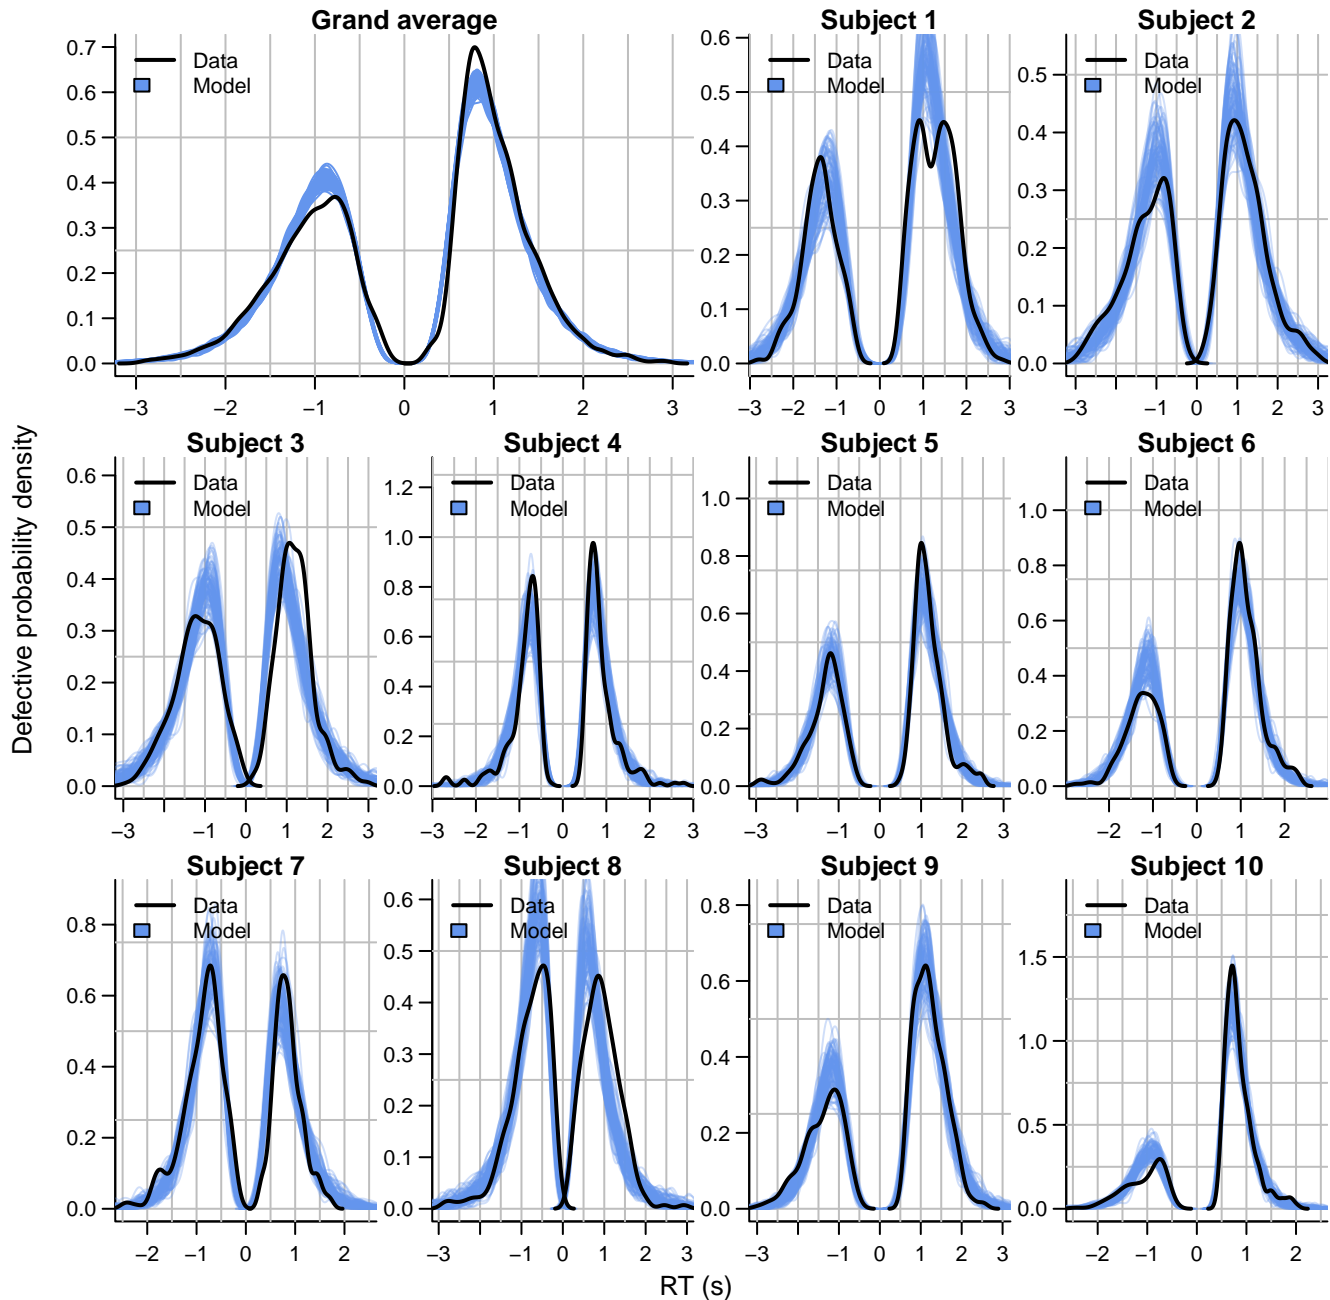 Grand average
Subject 1
Subject 2
Data
Model
Data
Model
Data
Model
0.7
0.6
0.5
0.4
0.3
0.2
0.1
0.0
0.6
0.5
0.4
0.3
0.2
0.1
0.0
0.5
0.4
0.3
0.2
0.1
0.0
−3 −2 −1 0 1 2 3
−3 −2 −1 0 1 2 3
−3 −2 −1 0 1 2 3
Defective probability density
Subject 3
Subject 4
Subject 5
Subject 6
Data
Model
Data
Model
Data
Model
Data
Model
0.6
0.5
0.4
0.3
0.2
0.1
0.0
1.2
1.0
0.8
0.6
0.4
0.2
0.0
1.0
0.8
0.6
0.4
0.2
0.0
1.0
0.8
0.6
0.4
0.2
0.0
−3 −2 −1 0 1 2 3
−3 −2 −1 0 1 2 3
−3 −2 −1 0 1 2 3
−2 −1 0 1 2
Subject 7
Subject 8
Subject 9
Subject 10
Data
Model
Data
Model
Data
Model
Data
Model
0.8
0.6
0.4
0.2
0.0
0.6
0.5
0.4
0.3
0.2
0.1
0.0
0.8
0.6
0.4
0.2
0.0
1.5
1.0
0.5
0.0
−2 −1 0 1 2
−3 −2 −1 0 1 2 3
−3 −2 −1 0 1 2 3
−2 −1 0 1 2
RT (s)